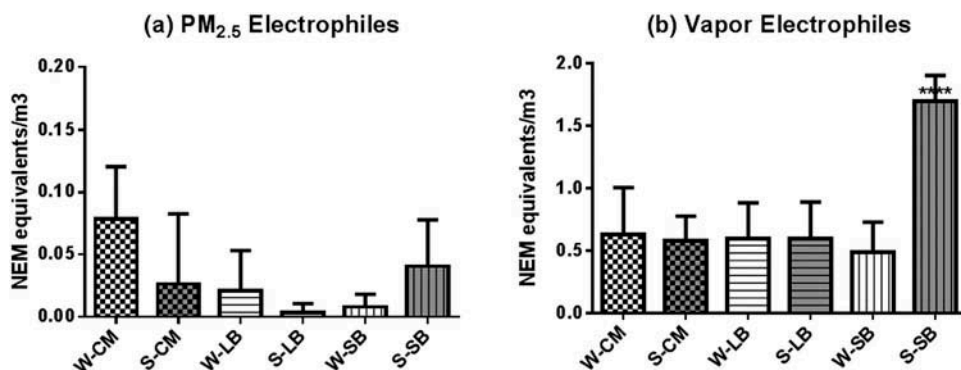 (a) PM2.5 Electrophiles
NEM equivalents/m3
0.20
0.15
0.10
0.05
0.00
W-CM
S-CM
W-LB
S-LB
W-SB
S-SB
(b) Vapor Electrophiles
NEM equivalents/m3
2.0
1.5
1.0
0.5
0.0
****
W-CM
S-CM
W-LB
S-LB
W-SB
S-SB